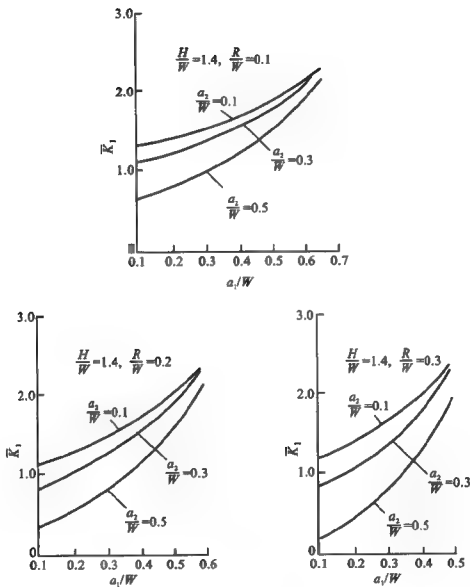 3.0
H/W=1.4, R/W=0.1
2.0
a₂/W=0.1
K̅₁
a₂/W=0.3
1.0
a₂/W=0.5
0.1 0.2 0.3 0.4 0.5 0.6 0.7
a₁/W
3.0
H/W=1.4, R/W=0.2
2.0
a₂/W=0.1
K̅₁
1.0
a₂/W=0.3
a₂/W=0.5
0
0.1 0.2 0.3 0.4 0.5 0.6
a₁/W
3.0
H/W=1.4, R/W=0.3
2.0
a₂/W=0.1
K̅₁
1.0
a₂/W=0.3
a₂/W=0.5
0
0.1 0.2 0.3 0.4 0.5
a₁/W